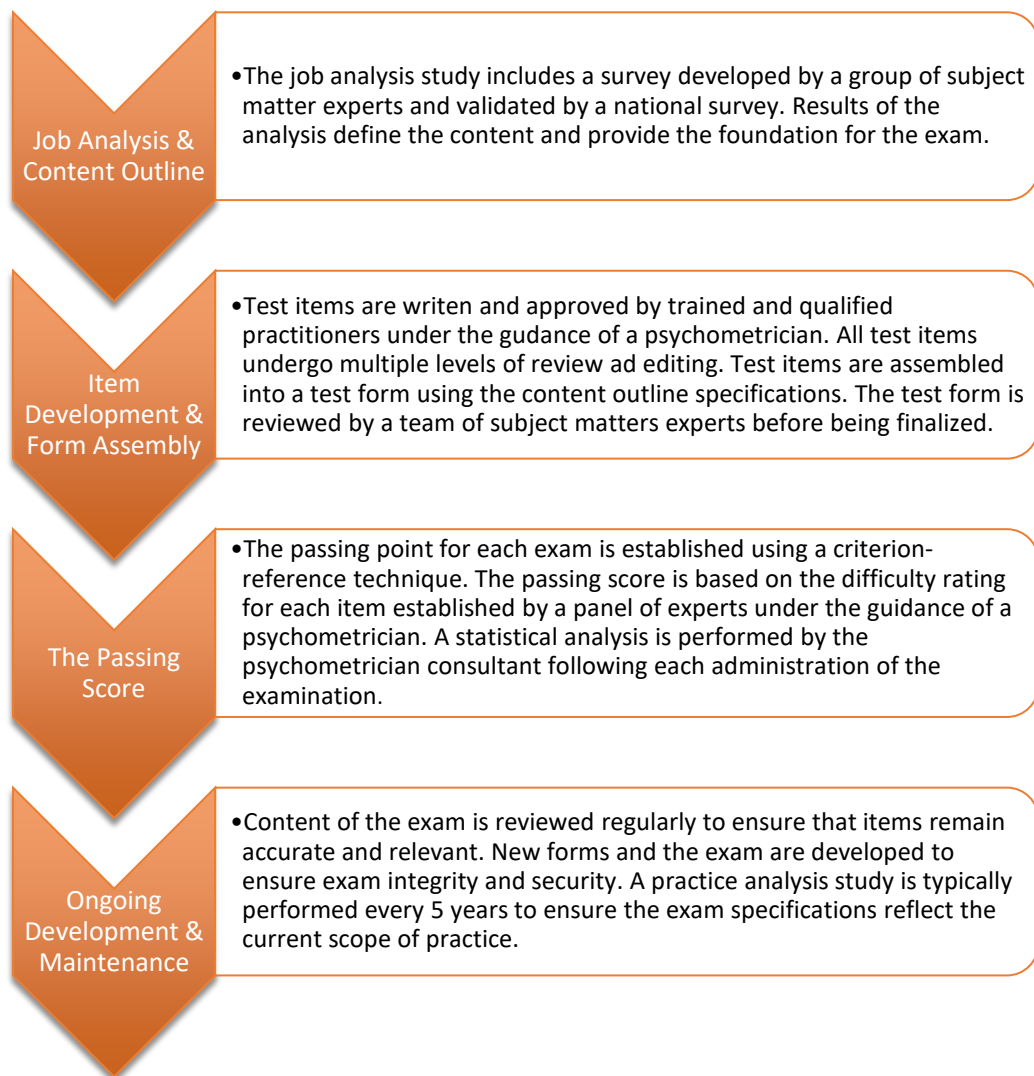 Job Analysis &
Content Outline
•The job analysis study includes a survey developed by a group of subject
matter experts and validated by a national survey. Results of the
analysis define the content and provide the foundation for the exam.
Item
Development &
Form Assembly
•Test items are writen and approved by trained and qualified
practitioners under the gudance of a psychometrician. All test items
undergo multiple levels of review ad editing. Test items are assembled
into a test form using the content outline specifications. The test form is
reviewed by a team of subject matters experts before being finalized.
The Passing
Score
•The passing point for each exam is established using a criterion-
reference technique. The passing score is based on the difficulty rating
for each item established by a panel of experts under the guidance of a
psychometrician. A statistical analysis is performed by the
psychometrician consultant following each administration of the
examination.
Ongoing
Development &
Maintenance
•Content of the exam is reviewed regularly to ensure that items remain
accurate and relevant. New forms and the exam are developed to
ensure exam integrity and security. A practice analysis study is typically
performed every 5 years to ensure the exam specifications reflect the
current scope of practice.